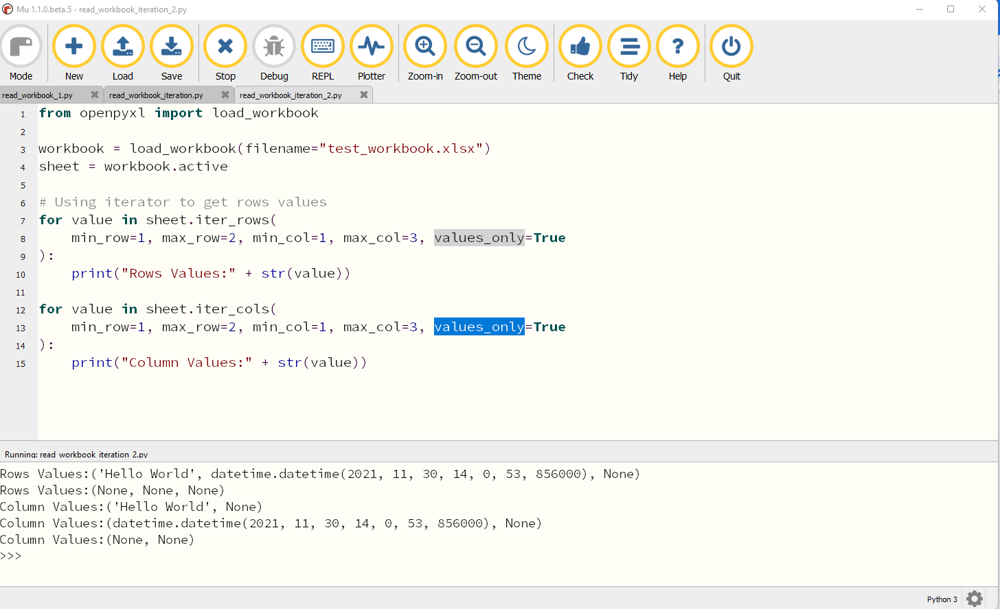 Mu 1.1.0.beta.5 - read_workbook_iteration_2.py
Mode New Load Save Stop Debug REPL Plotter Zoom-in Zoom-out Theme Check Tidy Help Quit
read_workbook_1.py read_workbook_iteration.py read_workbook_iteration_2.py
1 from openpyxl import load_workbook
2
3 workbook = load_workbook(filename="test_workbook.xlsx")
4 sheet = workbook.active
5
6 # Using iterator to get rows values
7 for value in sheet.iter_rows(
8     min_row=1, max_row=2, min_col=1, max_col=3, values_only=True
9 ):
10     print("Rows Values:" + str(value))
11
12 for value in sheet.iter_cols(
13     min_row=1, max_row=2, min_col=1, max_col=3, values_only=True
14 ):
15     print("Column Values:" + str(value))
Running: read_workbook_iteration_2.py
Rows Values:('Hello World', datetime.datetime(2021, 11, 30, 14, 0, 53, 856000), None)
Rows Values:(None, None, None)
Column Values:('Hello World', None)
Column Values:(datetime.datetime(2021, 11, 30, 14, 0, 53, 856000), None)
Column Values:(None, None)
>>>
Python 3